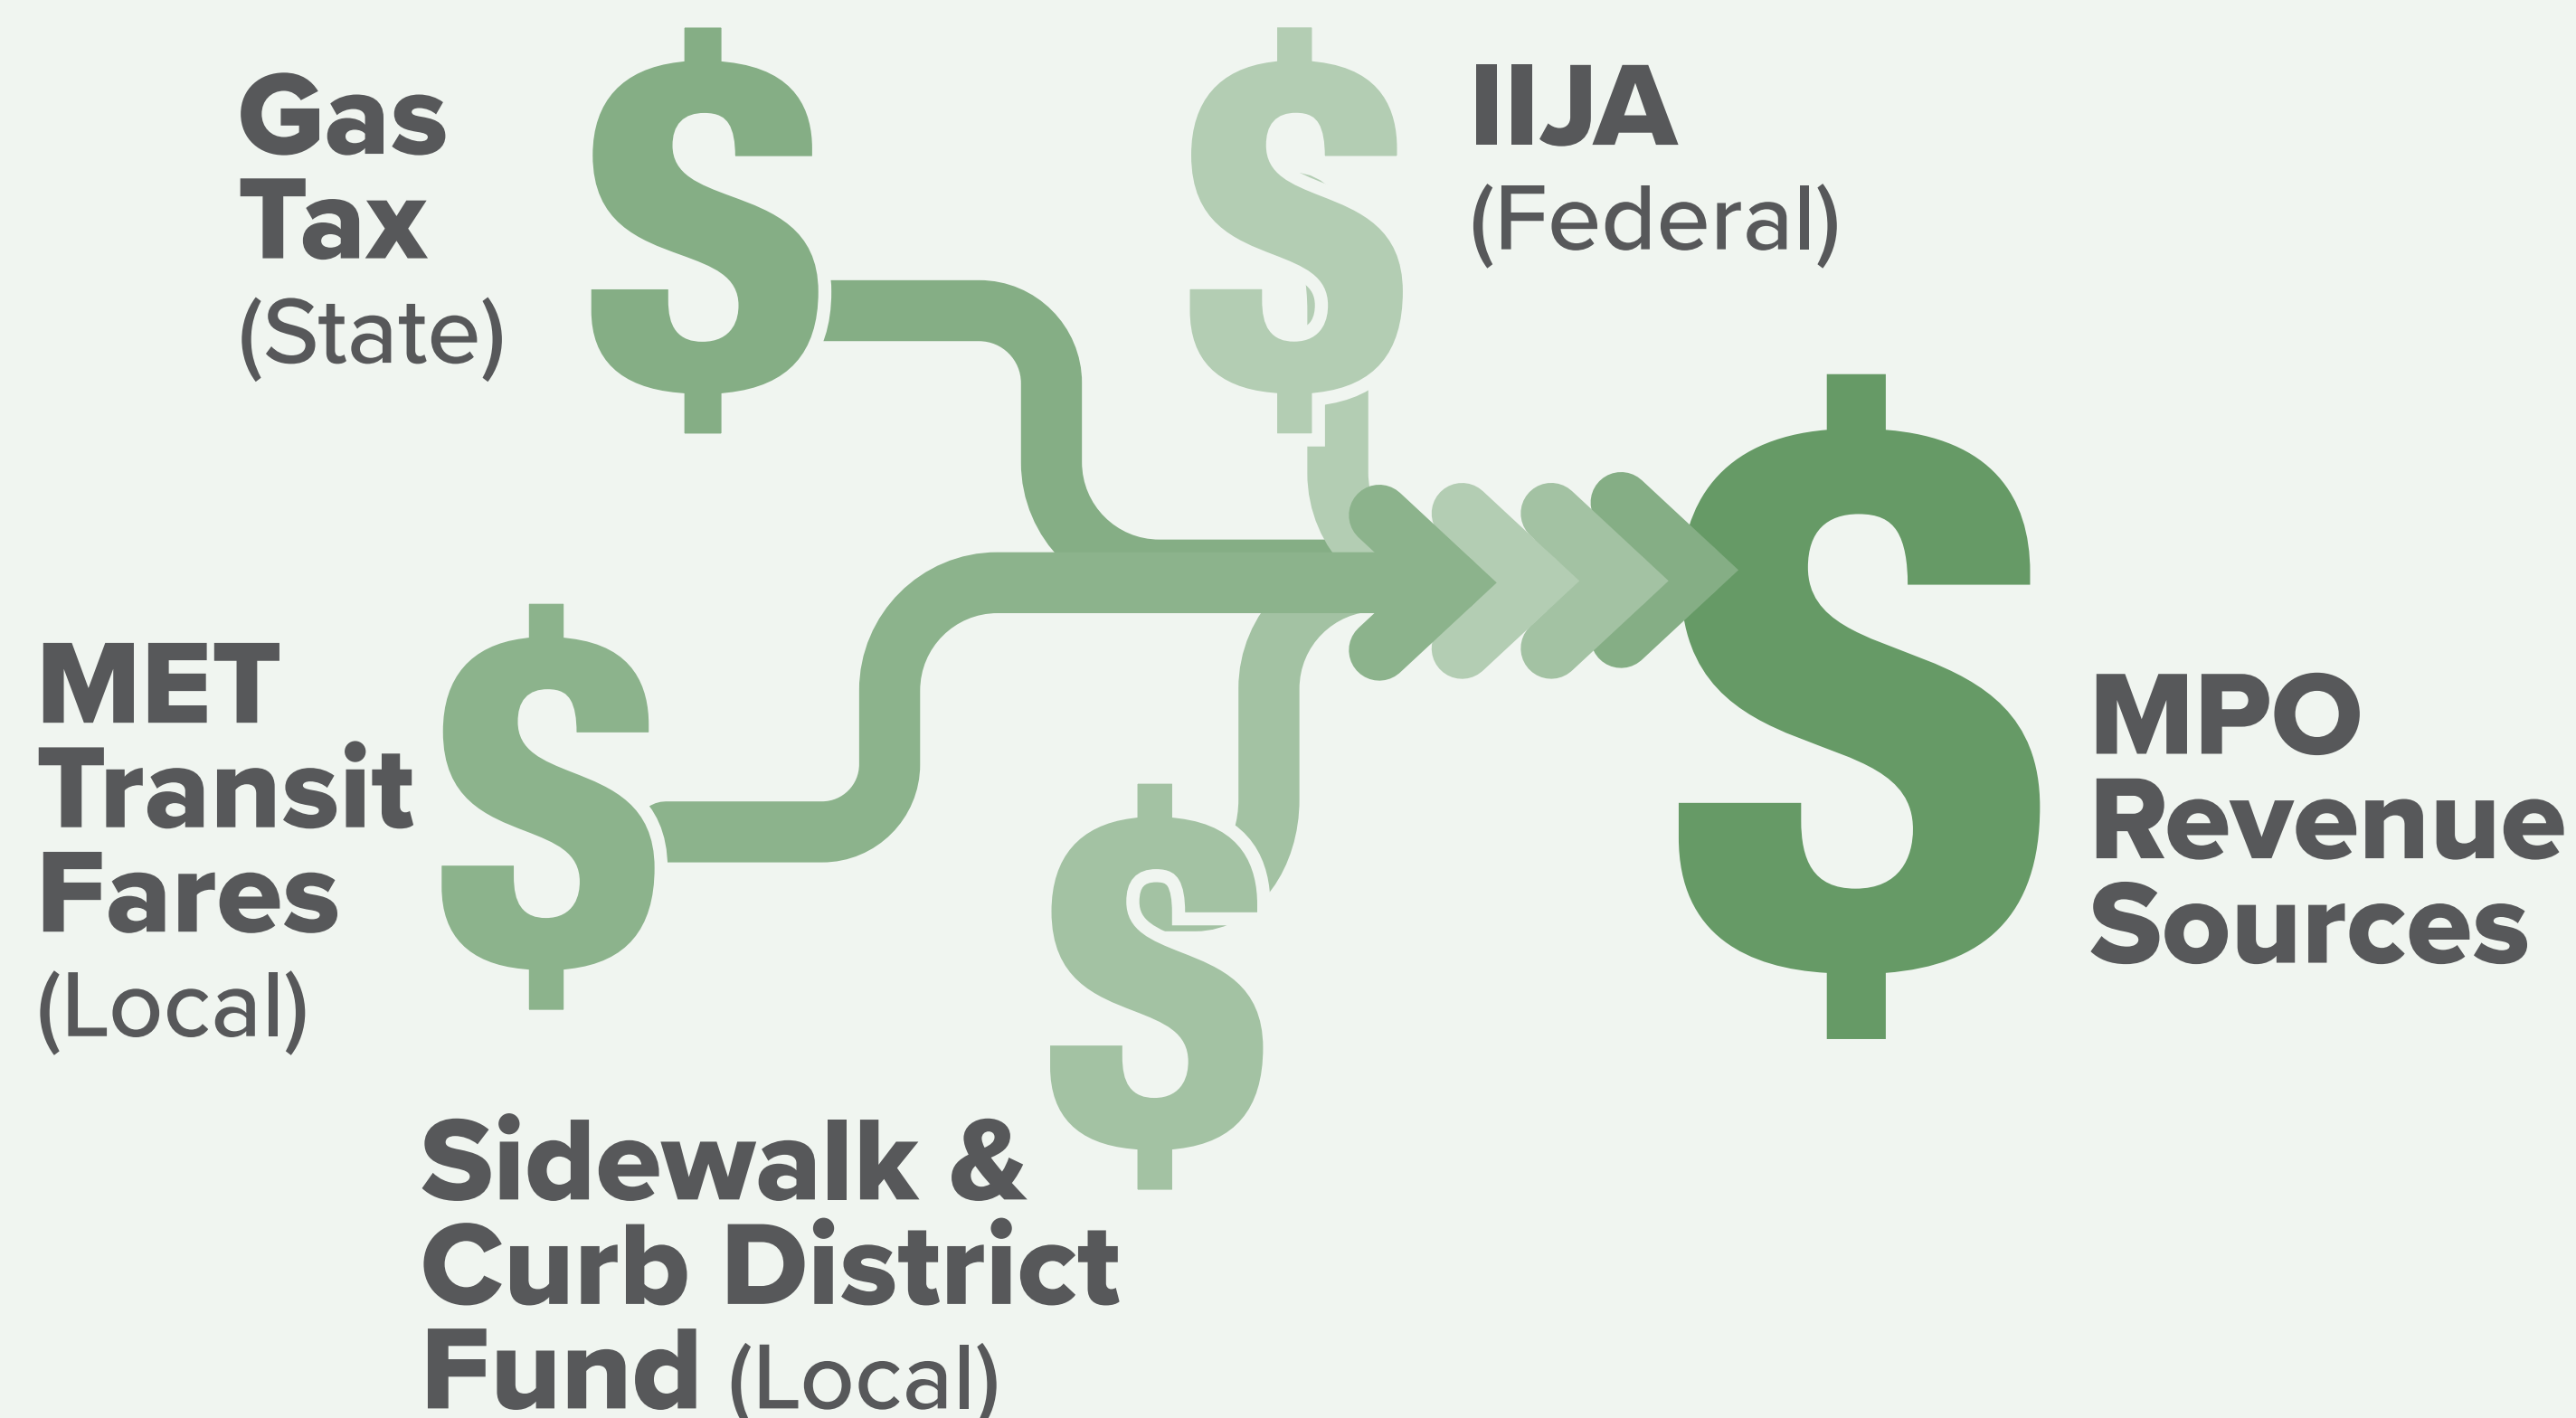 Gas
Tax
(State)
IIJA
(Federal)
MET
Transit
Fares
(Local)
Sidewalk &
Curb District
Fund (Local)
MPO
Revenue
Sources